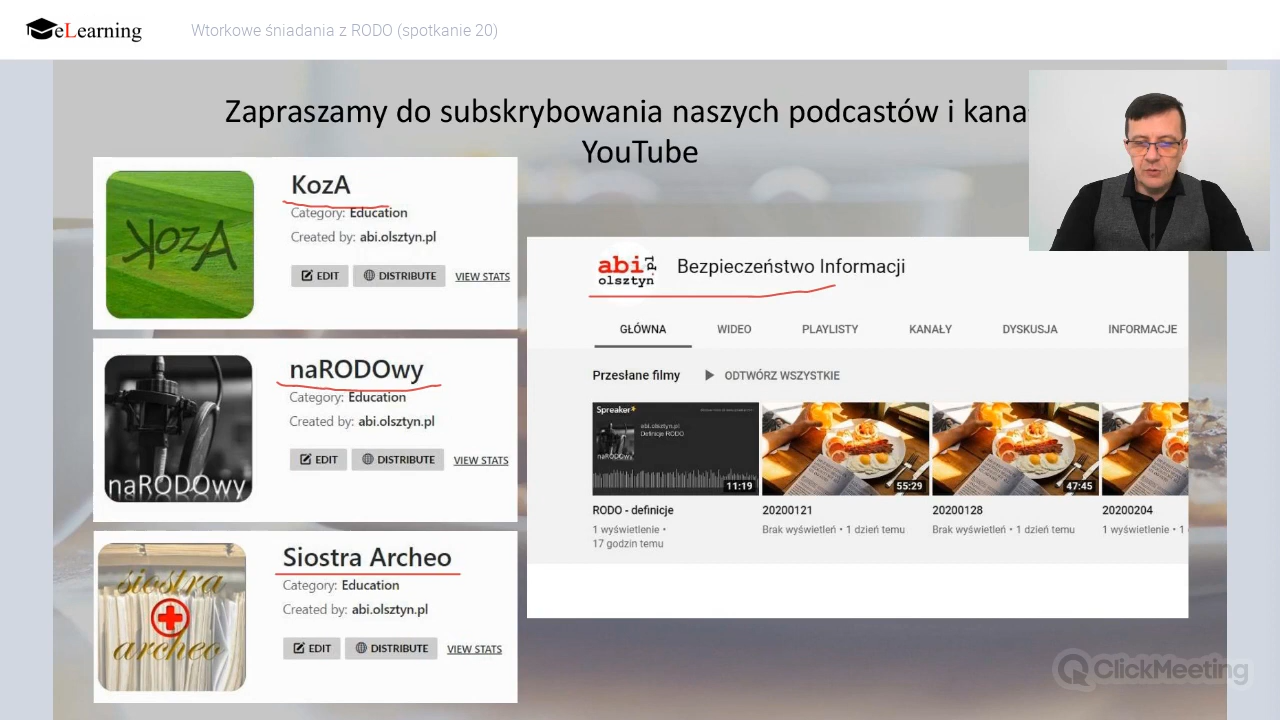 eLearning
Wtorkowe śniadania z RODO (spotkanie 20)
Zapraszamy do subskrybowania naszych podcastów i kana
YouTube
KozA
KozA
Category: Education
Created by: abi.olsztyn.pl
EDIT
DISTRIBUTE
VIEW STATS
naRODOwy
naRODOwy
Category: Education
Created by: abi.olsztyn.pl
EDIT
DISTRIBUTE
VIEW STATS
siostra
archeo
Siostra Archeo
Category: Education
Created by: abi.olsztyn.pl
EDIT
DISTRIBUTE
VIEW STATS
abi.pl
olsztyn
Bezpieczeństwo Informacji
GŁÓWNA
WIDEO
PLAYLISTY
KANAŁY
DYSKUSJA
INFORMACJE
Przesłane filmy
ODTWÓRZ WSZYSTKIE
Spreaker
abi.olsztyn.pl
Definicje RODO
naRODOwy
11:19
55:29
47:45
RODO - definicje
1 wyświetlenie •
17 godzin temu
20200121
Brak wyświetleń • 1 dzień temu
20200128
Brak wyświetleń • 1 dzień temu
20200204
1 wyświetlenie • 1
ClickMeeting